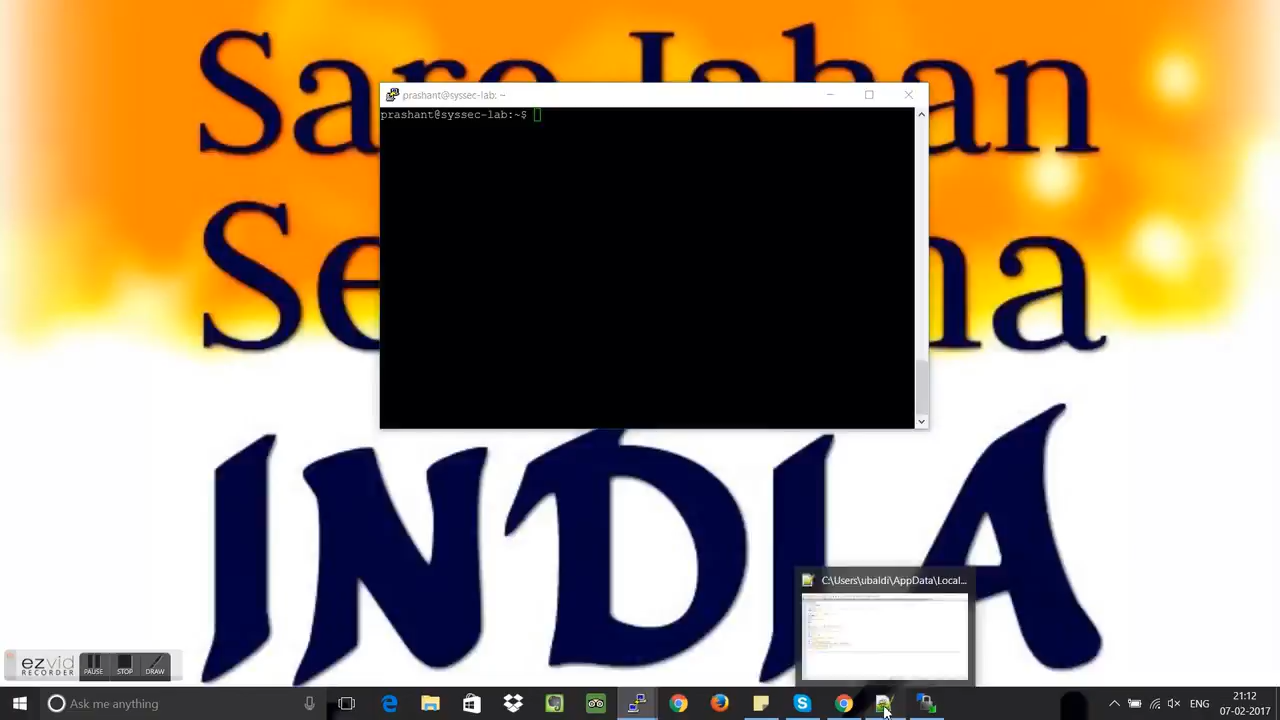 Sare Jahan
prashant@syssec-lab: ~
prashant@syssec-lab:~$
Se
INDIA
C:\Users\ubaldi\AppData\Local...
ezvid
RECORDER
PAUSE
STOP
DRAW
Ask me anything
ENG
21:12
07-02-2017